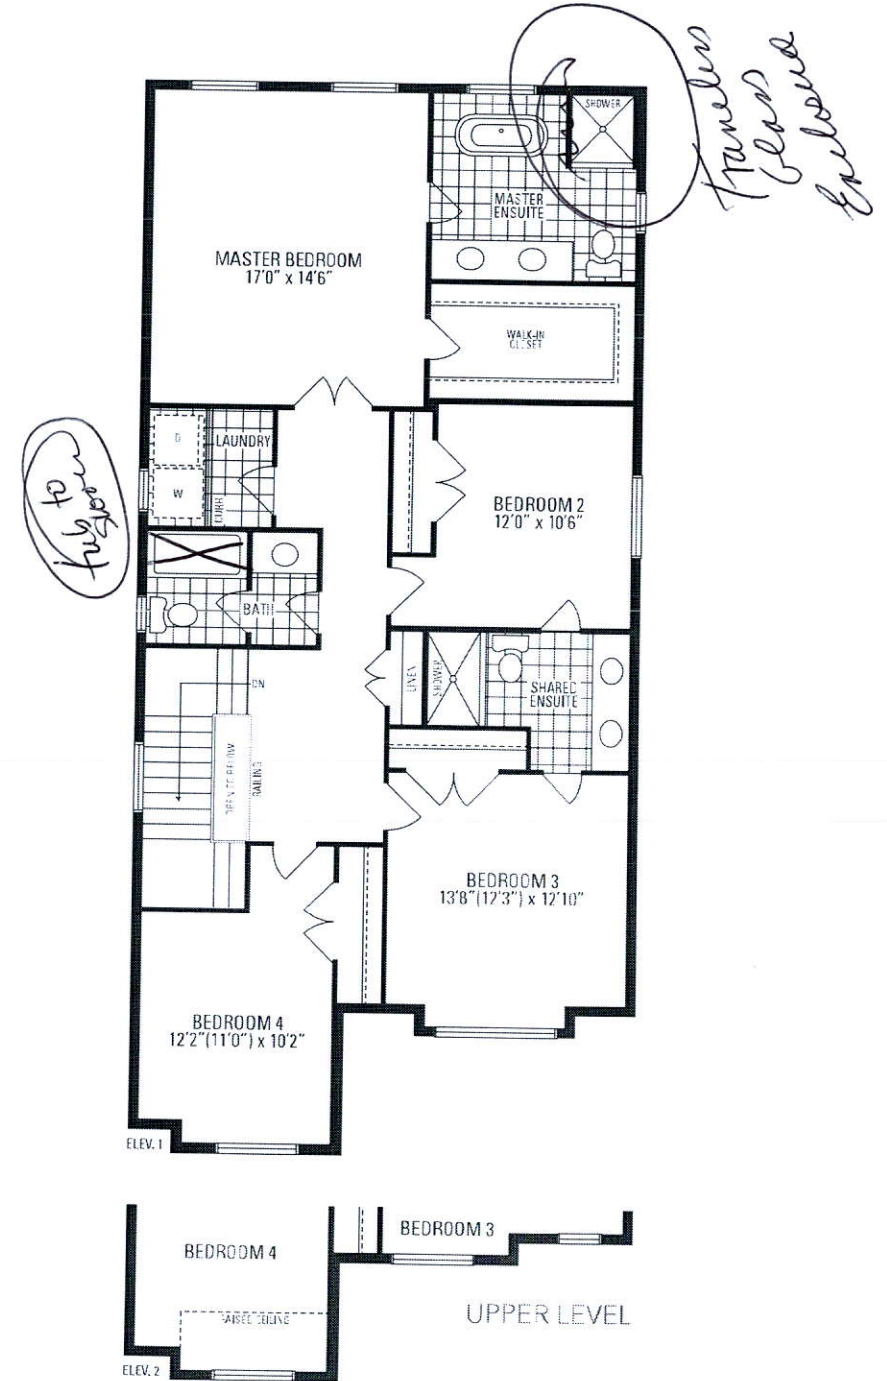 Frameless
Glass
Enclosure
SHOWER
MASTER
ENSUITE
MASTER BEDROOM
17'0" x 14'6"
WALK-IN
CLOSET
D
LAUNDRY
W
CURB
tub to
BEDROOM 2
12'0" x 10'6"
BATH
LINEN
SHOWER
SHARED
ENSUITE
DN
OPEN TO BELOW
RAILING
BEDROOM 3
13'8"(12'3") x 12'10"
BEDROOM 4
12'2"(11'0") x 10'2"
ELEV. 1
BEDROOM 3
BEDROOM 4
RAISED CEILING
UPPER LEVEL
ELEV. 2